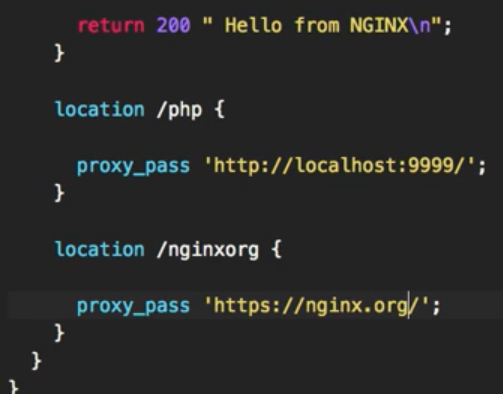 return 200 " Hello from NGINX\n";
}
location /php {
proxy_pass 'http://localhost:9999/';
}
location /nginxorg {
proxy_pass 'https://nginx.org/';
}
}
}